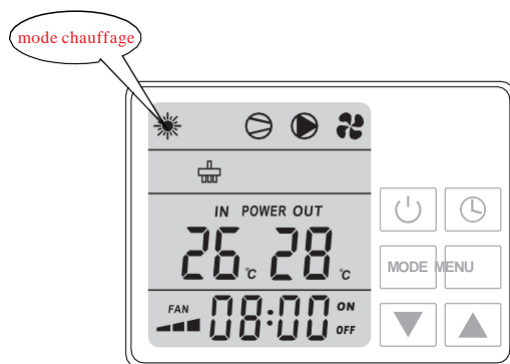 mode chauffage
IN POWER OUT
26 °C 28 °C
MODE MENU
FAN 08:00 ON
OFF